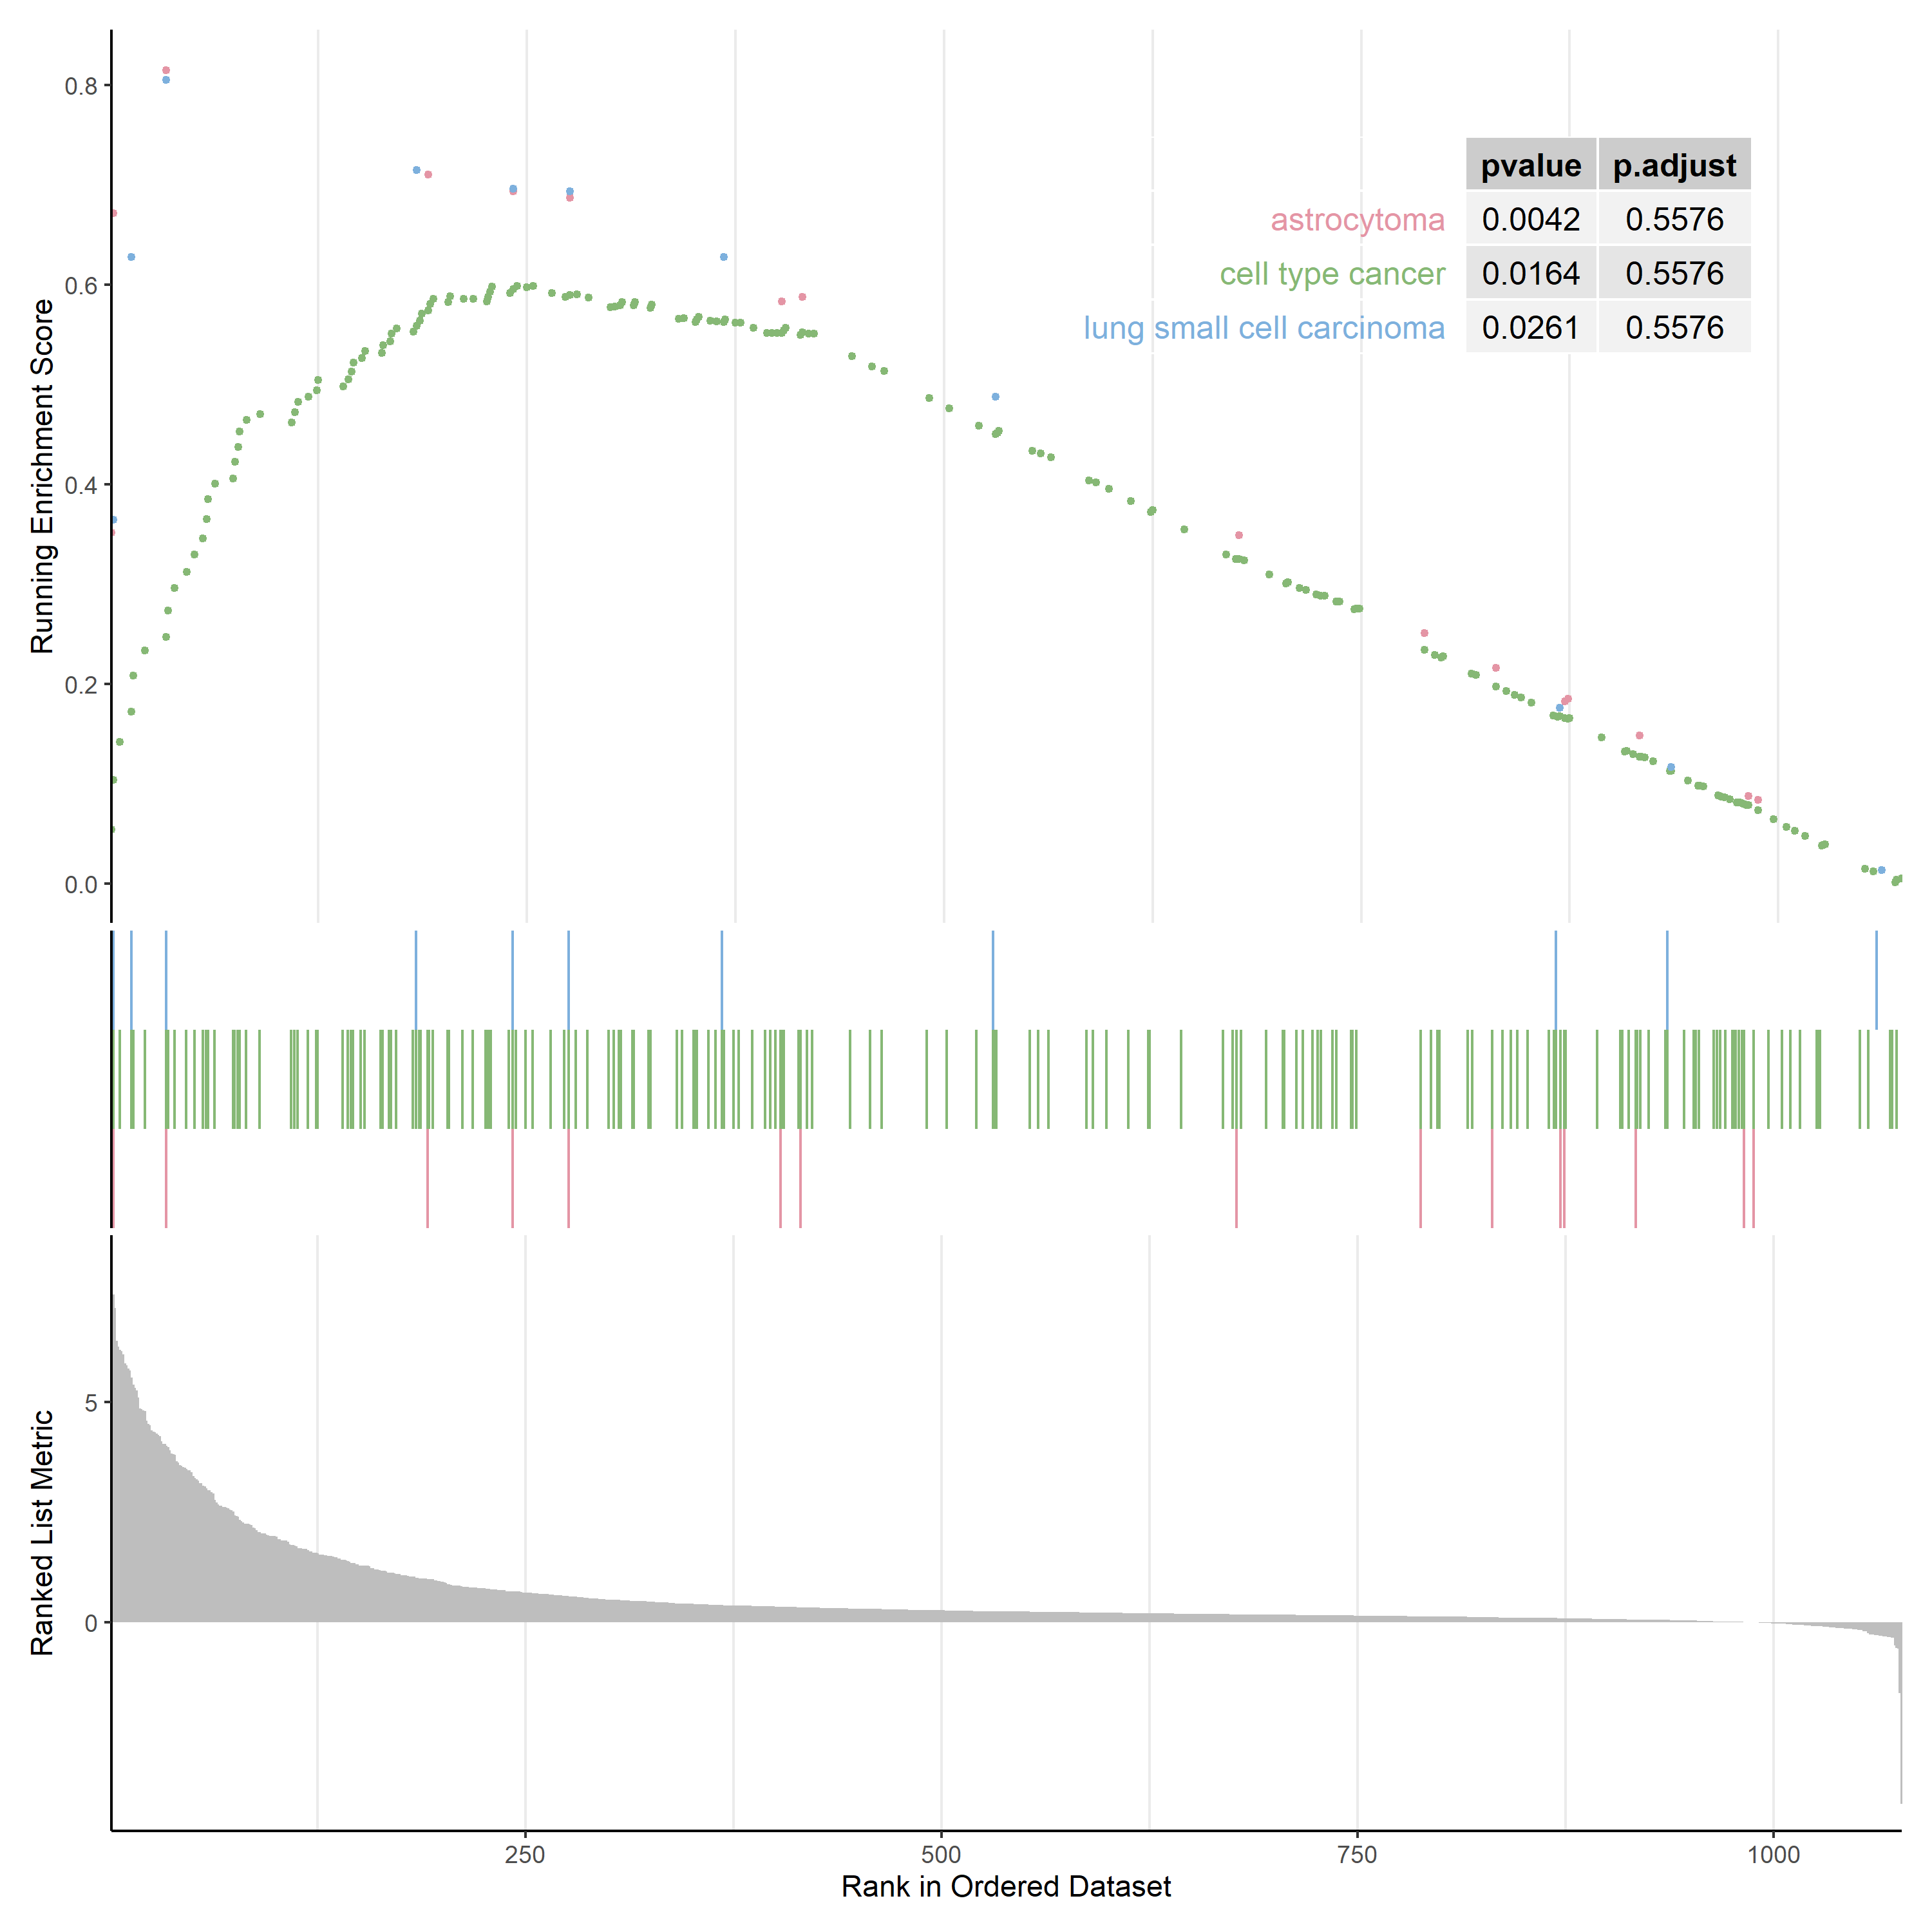 Running Enrichment Score
0.8
0.6
0.4
0.2
0.0
pvalue p.adjust
astrocytoma 0.0042 0.5576
cell type cancer 0.0164 0.5576
lung small cell carcinoma 0.0261 0.5576
Ranked List Metric
5
0
250 500 750 1000
Rank in Ordered Dataset